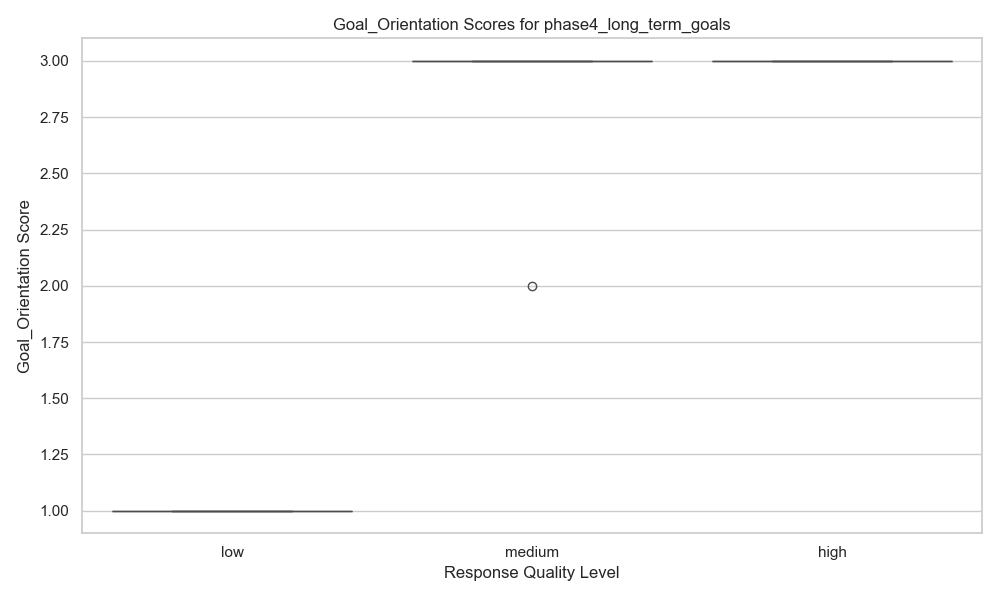 Goal_Orientation Scores for phase4_long_term_goals
3.00
2.75
2.50
2.25
2.00
1.75
1.50
1.25
1.00
Goal_Orientation Score
low medium high
Response Quality Level